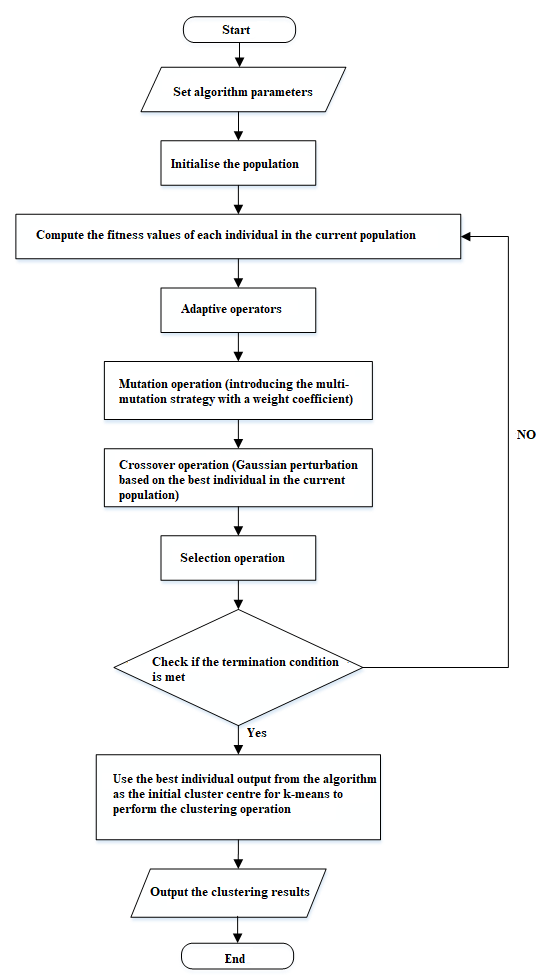 Start
Set algorithm parameters
Initialise the population
Compute the fitness values of each individual in the current population
Adaptive operators
Mutation operation (introducing the multi-
mutation strategy with a weight coefficient)
NO
Crossover operation (Gaussian perturbation
based on the best individual in the current
population)
Selection operation
Check if the termination condition
is met
Yes
Use the best individual output from the algorithm
as the initial cluster centre for k-means to
perform the clustering operation
Output the clustering results
End